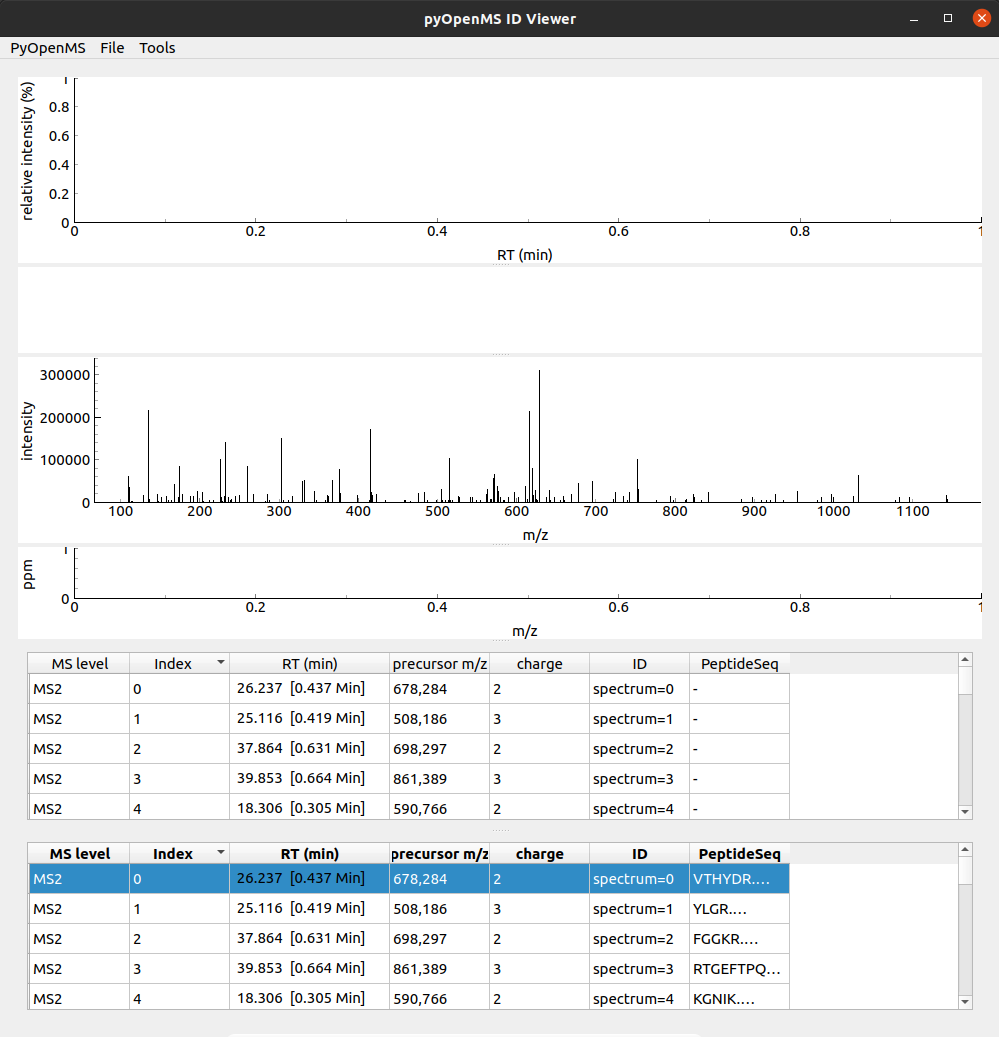 pyOpenMS ID Viewer
PyOpenMS File Tools
relative intensity (%)
1
0.8
0.6
0.4
0.2
0
0 0.2 0.4 0.6 0.8 1
RT (min)
intensity
300000
200000
100000
0
100 200 300 400 500 600 700 800 900 1000 1100
m/z
ppm
1
0
0 0.2 0.4 0.6 0.8 1
m/z
MS level Index RT (min) precursor m/z charge ID PeptideSeq
MS2 0 26.237 [0.437 Min] 678,284 2 spectrum=0 -
MS2 1 25.116 [0.419 Min] 508,186 3 spectrum=1 -
MS2 2 37.864 [0.631 Min] 698,297 2 spectrum=2 -
MS2 3 39.853 [0.664 Min] 861,389 3 spectrum=3 -
MS2 4 18.306 [0.305 Min] 590,766 2 spectrum=4 -
MS level Index RT (min) precursor m/z charge ID PeptideSeq
MS2 0 26.237 [0.437 Min] 678,284 2 spectrum=0 VTHYDR.…
MS2 1 25.116 [0.419 Min] 508,186 3 spectrum=1 YLGR.…
MS2 2 37.864 [0.631 Min] 698,297 2 spectrum=2 FGGKR.…
MS2 3 39.853 [0.664 Min] 861,389 3 spectrum=3 RTGEFTPQ…
MS2 4 18.306 [0.305 Min] 590,766 2 spectrum=4 KGNIK.…